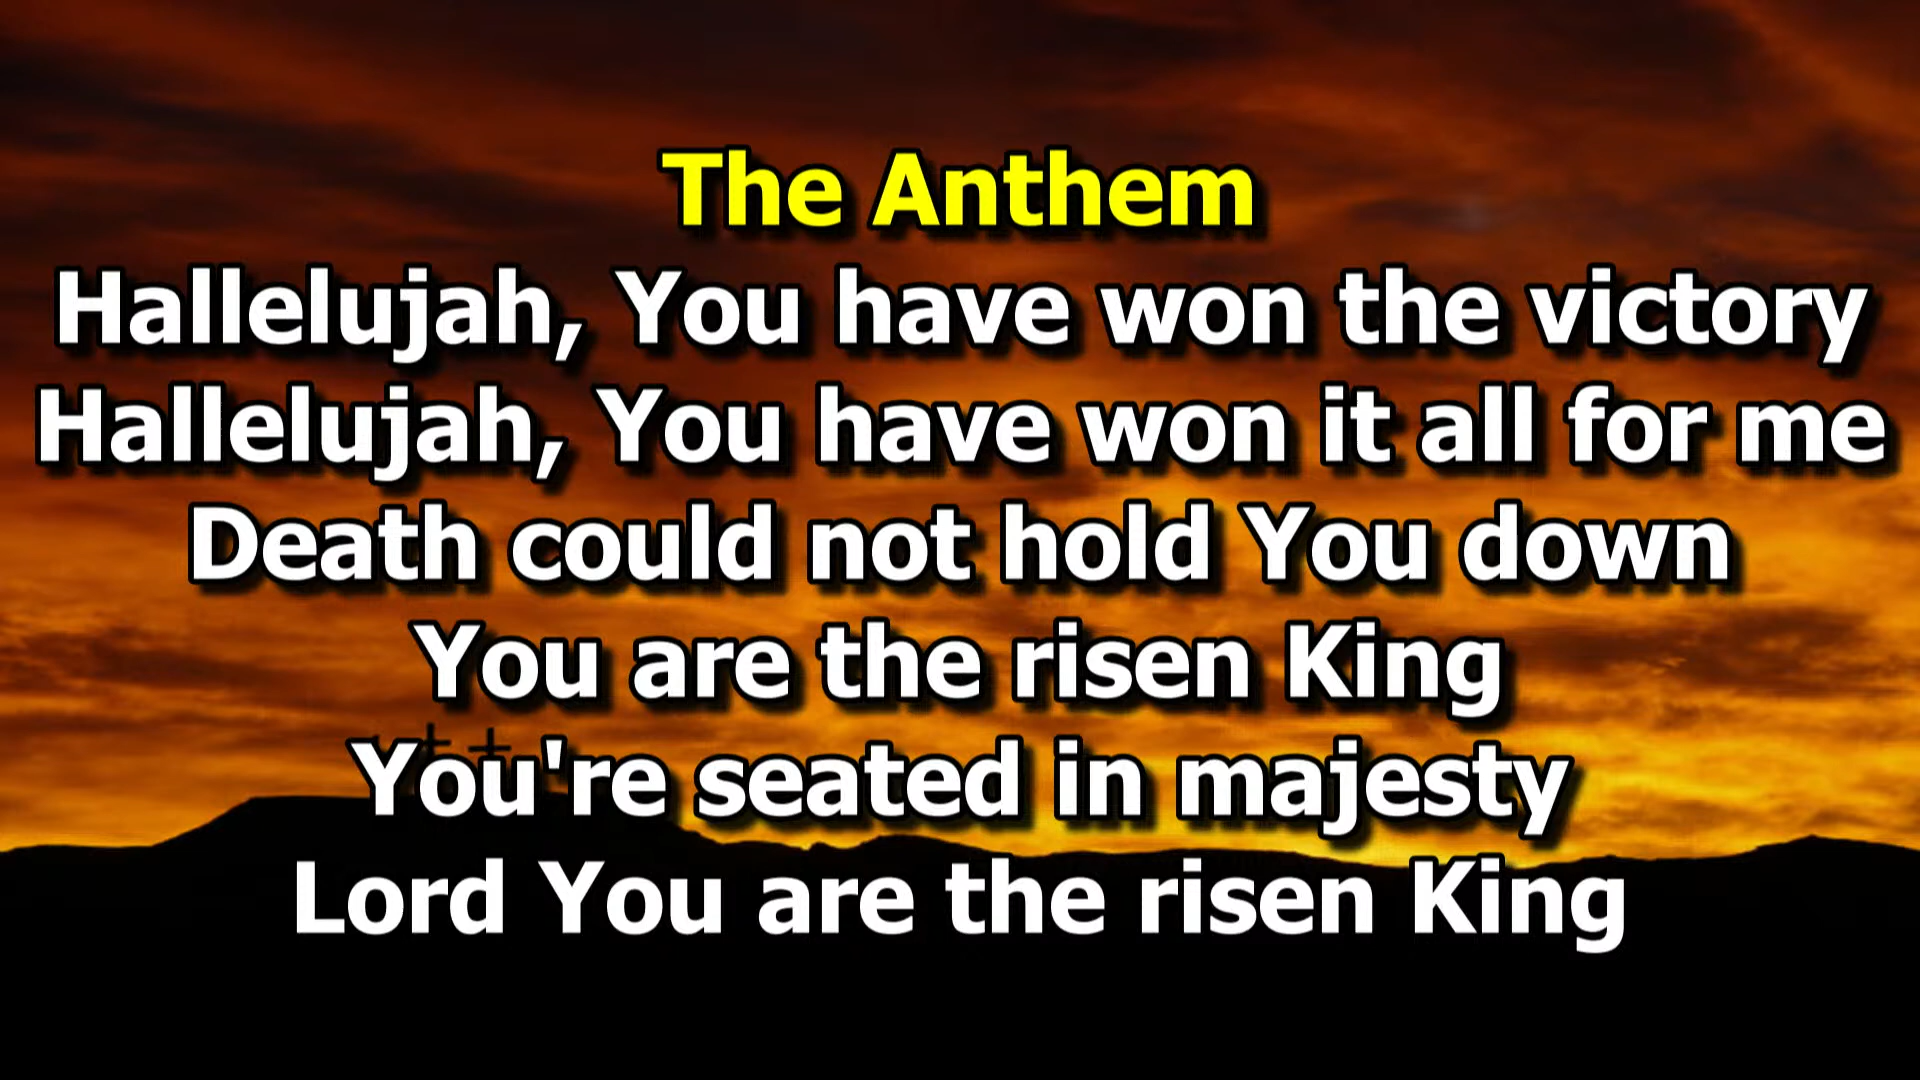 The Anthem
Hallelujah, You have won the victory
Hallelujah, You have won it all for me
Death could not hold You down
You are the risen King
You're seated in majesty
Lord You are the risen King